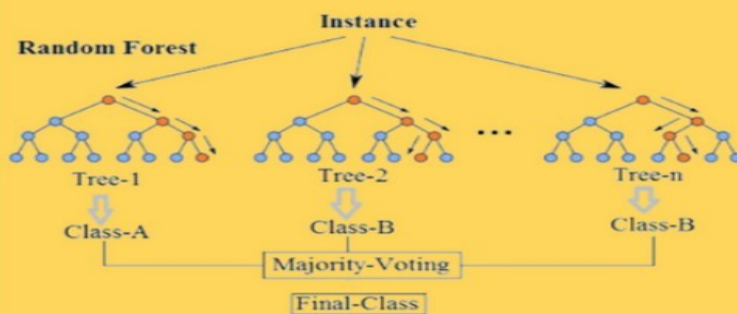 Instance
Random Forest
...
Tree-1 Tree-2 Tree-n
Class-A Class-B Class-B
Majority-Voting
Final-Class